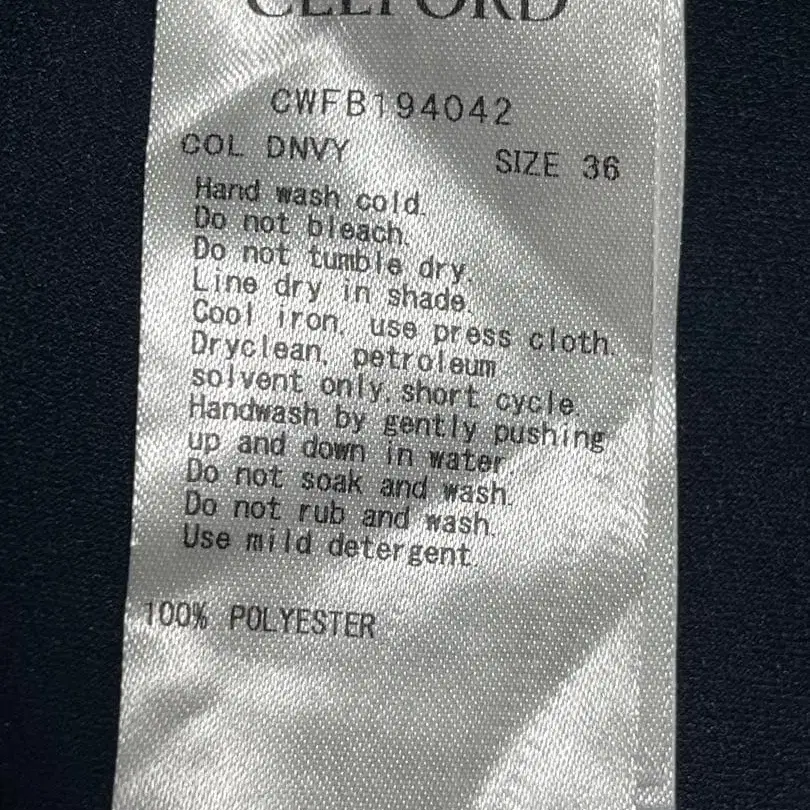 CELFORD
CWFB194042
COL DNVY SIZE 36
Hand wash cold.
Do not bleach.
Do not tumble dry.
Line dry in shade.
Cool iron, use press cloth.
Dryclean, petroleum
solvent only, short cycle.
Handwash by gently pushing
up and down in water.
Do not soak and wash.
Do not rub and wash.
Use mild detergent.
100% POLYESTER